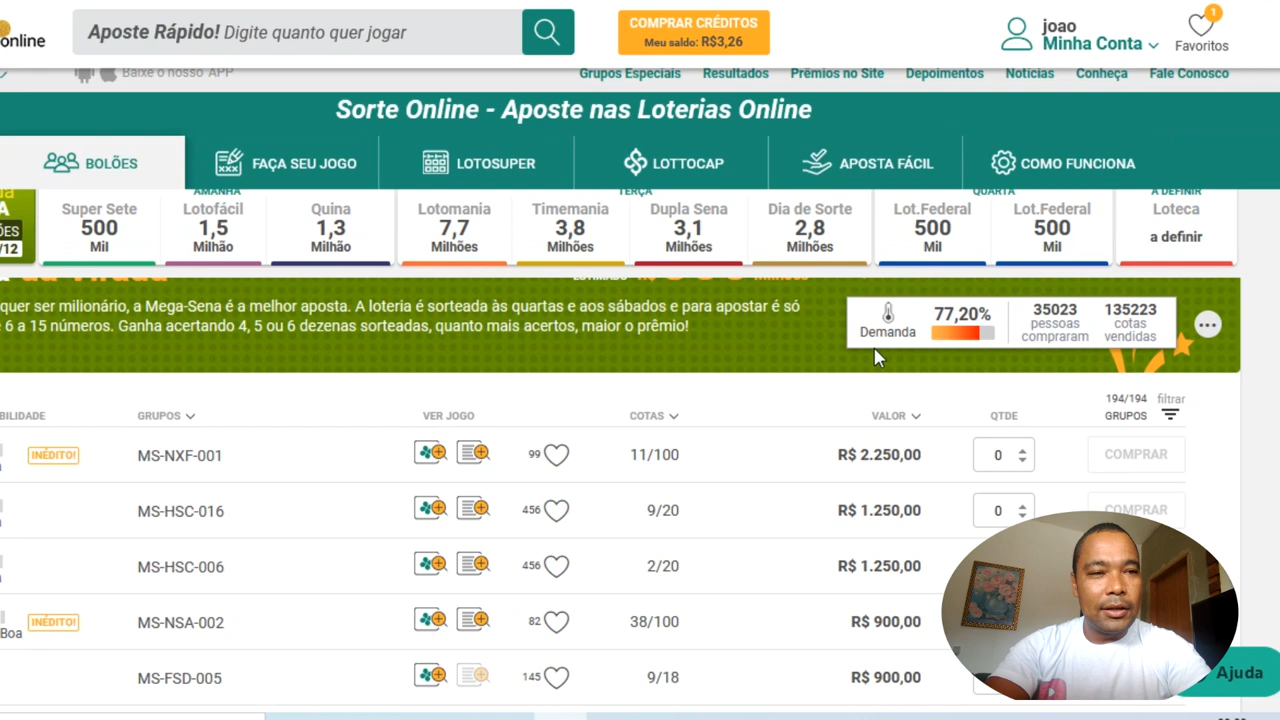 online
Aposte Rápido! Digite quanto quer jogar
COMPRAR CRÉDITOS
Meu saldo: R$3,26
joao
Minha Conta
1
Favoritos
Baixe o nosso APP
Grupos Especiais
Resultados
Prêmios no Site
Depoimentos
Notícias
Conheça
Fale Conosco
Sorte Online - Aposte nas Loterias Online
BOLÕES
FAÇA SEU JOGO
LOTOSUPER
LOTTOCAP
APOSTA FÁCIL
COMO FUNCIONA
AMANHÃ
TERÇA
QUARTA
A DEFINIR
/12
Super Sete
500
Mil
Lotofácil
1,5
Milhão
Quina
1,3
Milhão
Lotomania
7,7
Milhões
Timemania
3,8
Milhões
Dupla Sena
3,1
Milhões
Dia de Sorte
2,8
Milhões
Lot.Federal
500
Mil
Lot.Federal
500
Mil
Loteca
a definir
quer ser milionário, a Mega-Sena é a melhor aposta. A loteria é sorteada às quartas e aos sábados e para apostar é só
6 a 15 números. Ganha acertando 4, 5 ou 6 dezenas sorteadas, quanto mais acertos, maior o prêmio!
Demanda
77,20%
35023
pessoas
compraram
135223
cotas
vendidas
BILIDADE
GRUPOS
VER JOGO
COTAS
VALOR
QTDE
194/194
GRUPOS
filtrar
INÉDITO!
MS-NXF-001
99
11/100
R$ 2.250,00
0
COMPRAR
MS-HSC-016
456
9/20
R$ 1.250,00
0
COMPRAR
MS-HSC-006
456
2/20
R$ 1.250,00
Boa
INÉDITO!
MS-NSA-002
82
38/100
R$ 900,00
MS-FSD-005
145
9/18
R$ 900,00
Ajuda